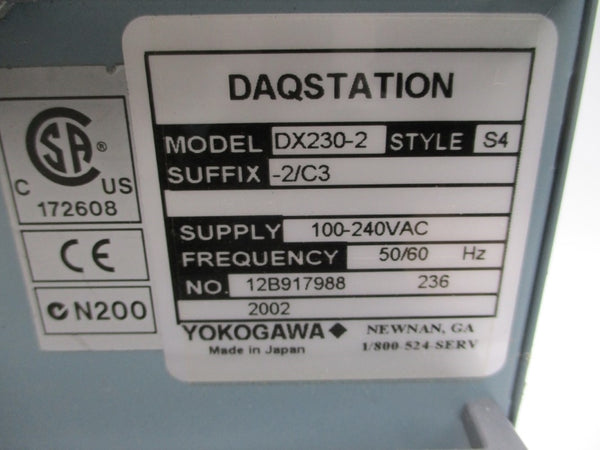 DAQSTATION
MODEL DX230-2 STYLE S4
SUFFIX -2/C3
SUPPLY 100-240VAC
FREQUENCY 50/60 Hz
NO. 12B917988 236
2002
YOKOGAWA◆ NEWNAN, GA
Made in Japan 1/800-524-SERV
CSA ®
C US
172608
CE
N200